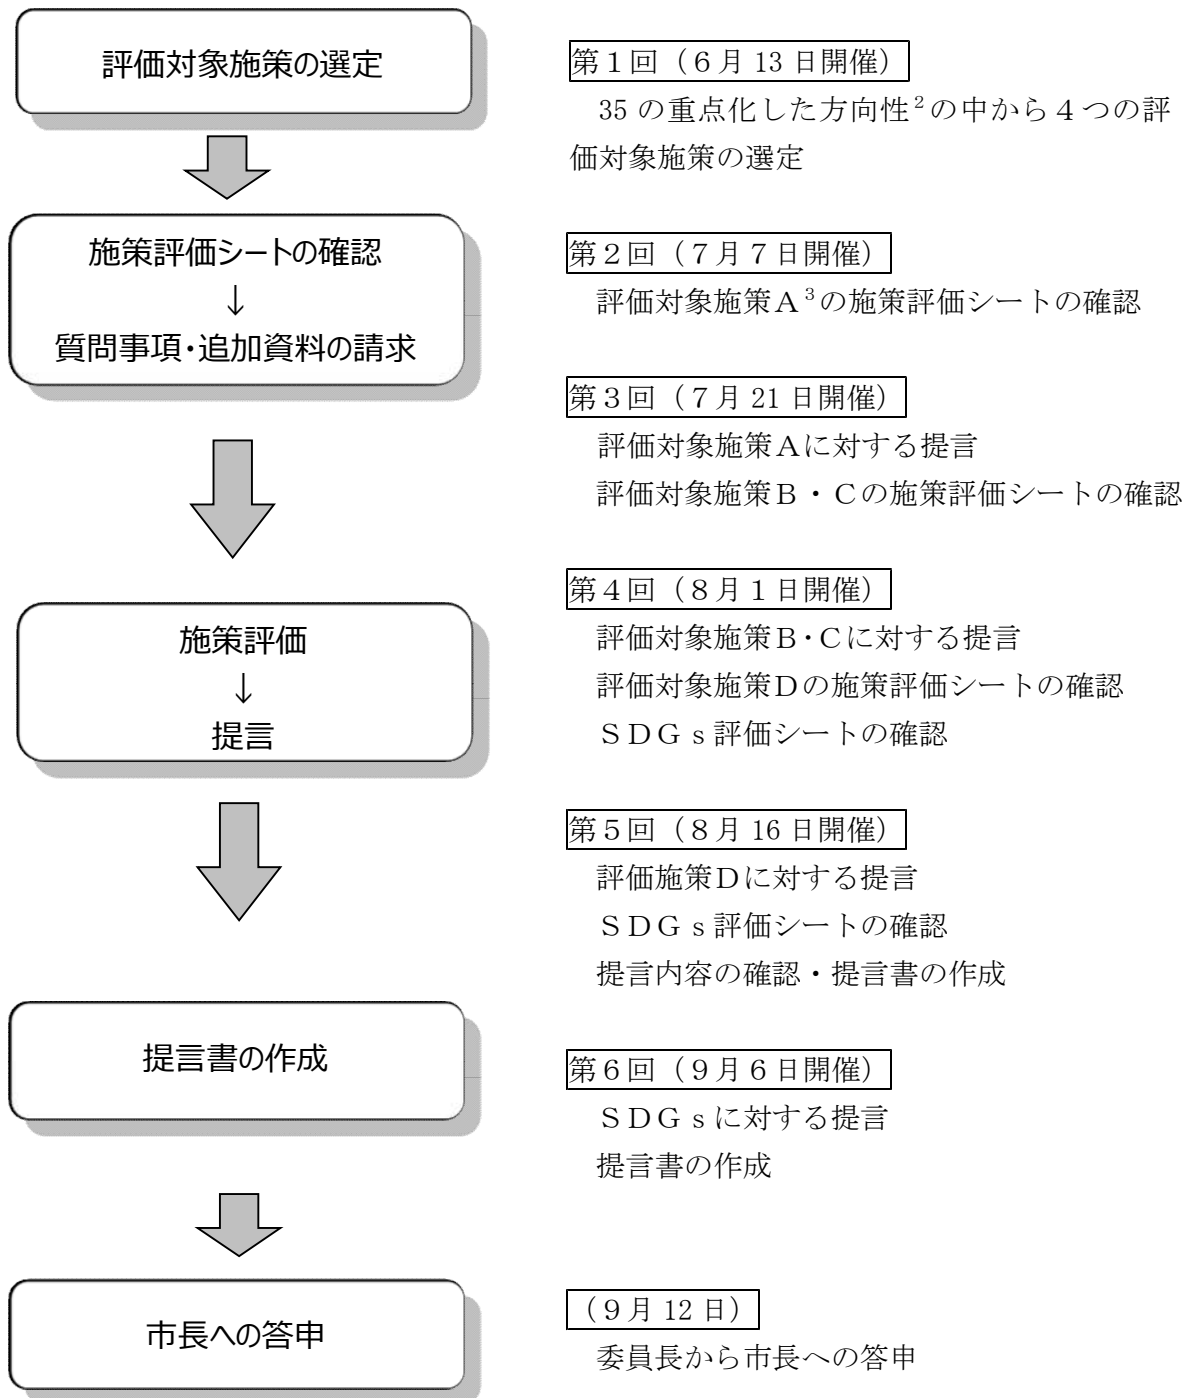 評価対象施策の選定
第１回（６月 13 日開催）
35 の重点化した方向性²の中から４つの評
価対象施策の選定
施策評価シートの確認
↓
質問事項・追加資料の請求
第２回（７月７日開催）
評価対象施策Ａ³の施策評価シートの確認
第３回（７月 21 日開催）
評価対象施策Ａに対する提言
評価対象施策Ｂ・Ｃの施策評価シートの確認
施策評価
↓
提言
第４回（８月１日開催）
評価対象施策Ｂ・Ｃに対する提言
評価対象施策Ｄの施策評価シートの確認
ＳＤＧｓ評価シートの確認
第５回（８月 16 日開催）
評価施策Ｄに対する提言
ＳＤＧｓ評価シートの確認
提言内容の確認・提言書の作成
提言書の作成
第６回（９月６日開催）
ＳＤＧｓに対する提言
提言書の作成
市長への答申
（９月 12 日）
委員長から市長への答申